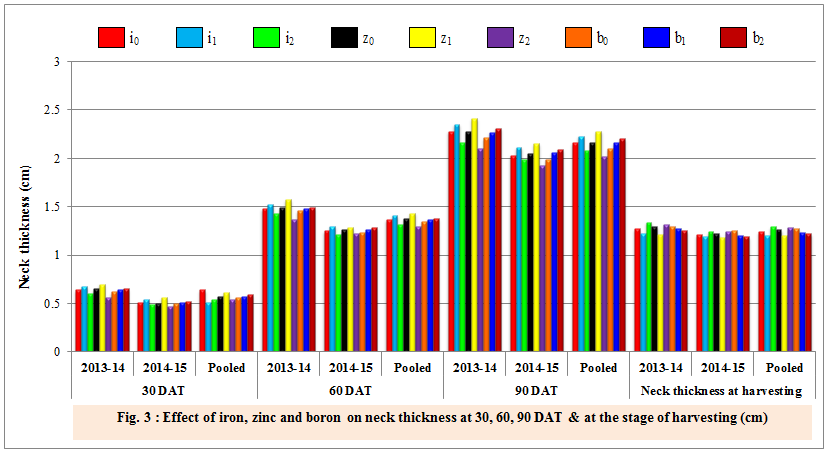 i0 i1 i2 z0 z1 z2 b0 b1 b2
3
2.5
2
1.5
1
0.5
0
Neck thickness (cm)
2013-14 2014-15 Pooled 2013-14 2014-15 Pooled 2013-14 2014-15 Pooled 2013-14 2014-15 Pooled
30 DAT 60 DAT 90 DAT Neck thickness at harvesting
Fig. 3 : Effect of iron, zinc and boron on neck thickness at 30, 60, 90 DAT & at the stage of harvesting (cm)